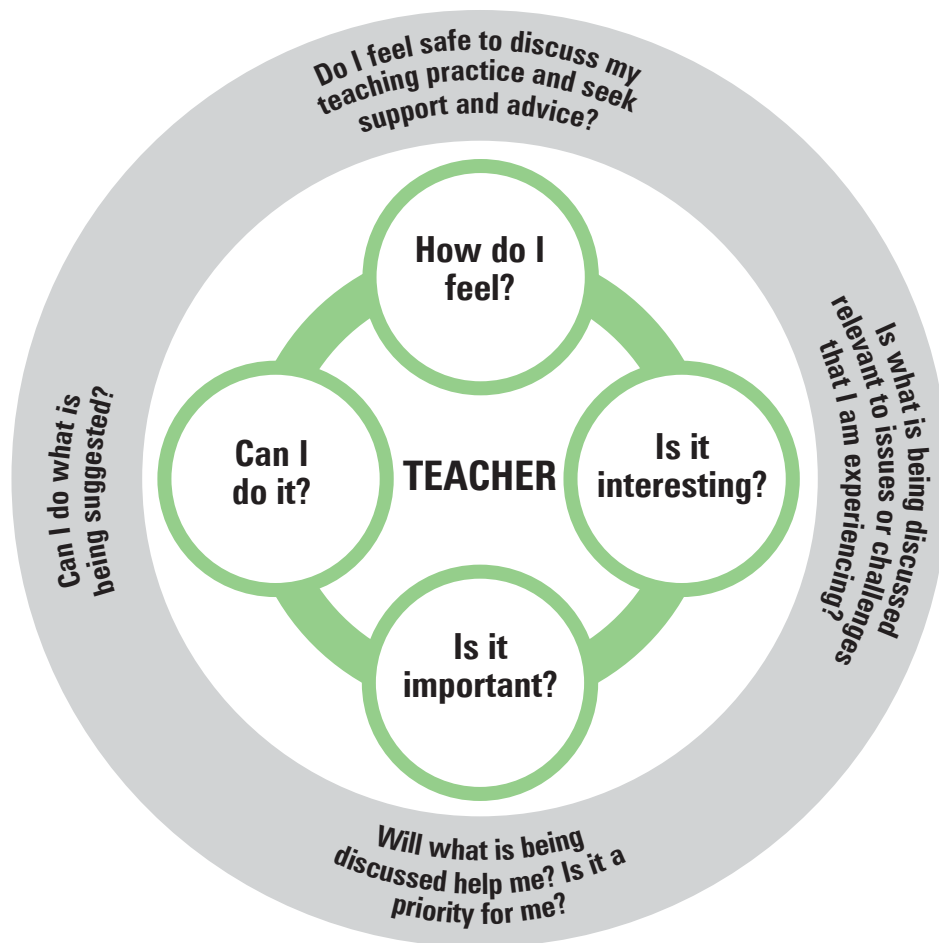 Do I feel safe to discuss my
teaching practice and seek
support and advice?
How do I
feel?
Is what is being discussed
relevant to issues or challenges
that I am experiencing?
Is it
interesting?
TEACHER
Can I
do it?
Can I do what is
being suggested?
Is it
important?
Will what is being
discussed help me? Is it a
priority for me?